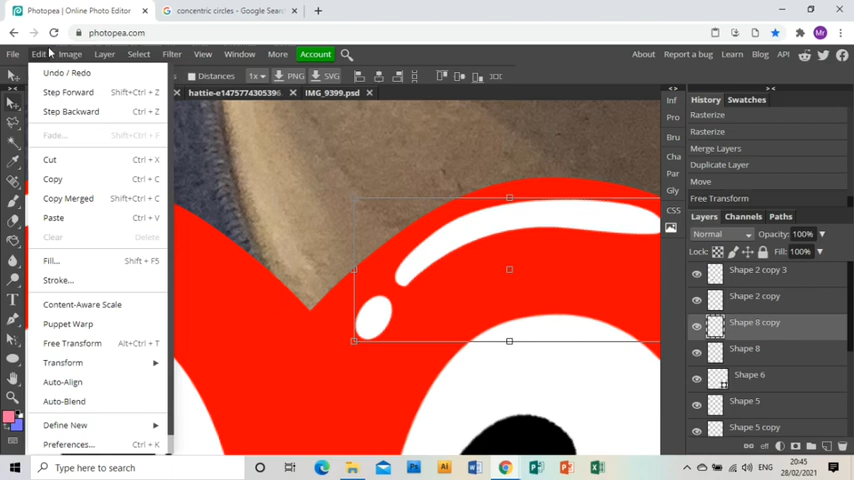 Photopea | Online Photo Editor
concentric circles - Google Sear
photopea.com
Mr
File Edit Image Layer Select Filter View Window More Account
About Report a bug Learn Blog API
Distances 1x PNG SVG
hattie-e147577430539
IMG_9399.psd
Undo / Redo
Step Forward Shift+Ctrl + Z
Step Backward Ctrl + Z
Fade... Shift+Ctrl + F
Cut Ctrl + X
Copy Ctrl + C
Copy Merged Shift+Ctrl + C
Paste Ctrl + V
Clear Delete
Fill... Shift + F5
Stroke...
Content-Aware Scale
Puppet Warp
Free Transform Alt+Ctrl + T
Transform
Auto-Align
Auto-Blend
Define New
Preferences... Ctrl + K
Inf
Pro
Bru
Cha
Par
Gly
CSS
History Swatches
Rasterize
Rasterize
Merge Layers
Duplicate Layer
Move
Free Transform
Layers Channels Paths
Normal Opacity: 100%
Lock: Fill: 100%
Shape 2 copy 3
Shape 2 copy
Shape 8 copy
Shape 8
Shape 6
Shape 5
Shape 5 copy
eff
Type here to search
ENG
20:45
28/02/2021